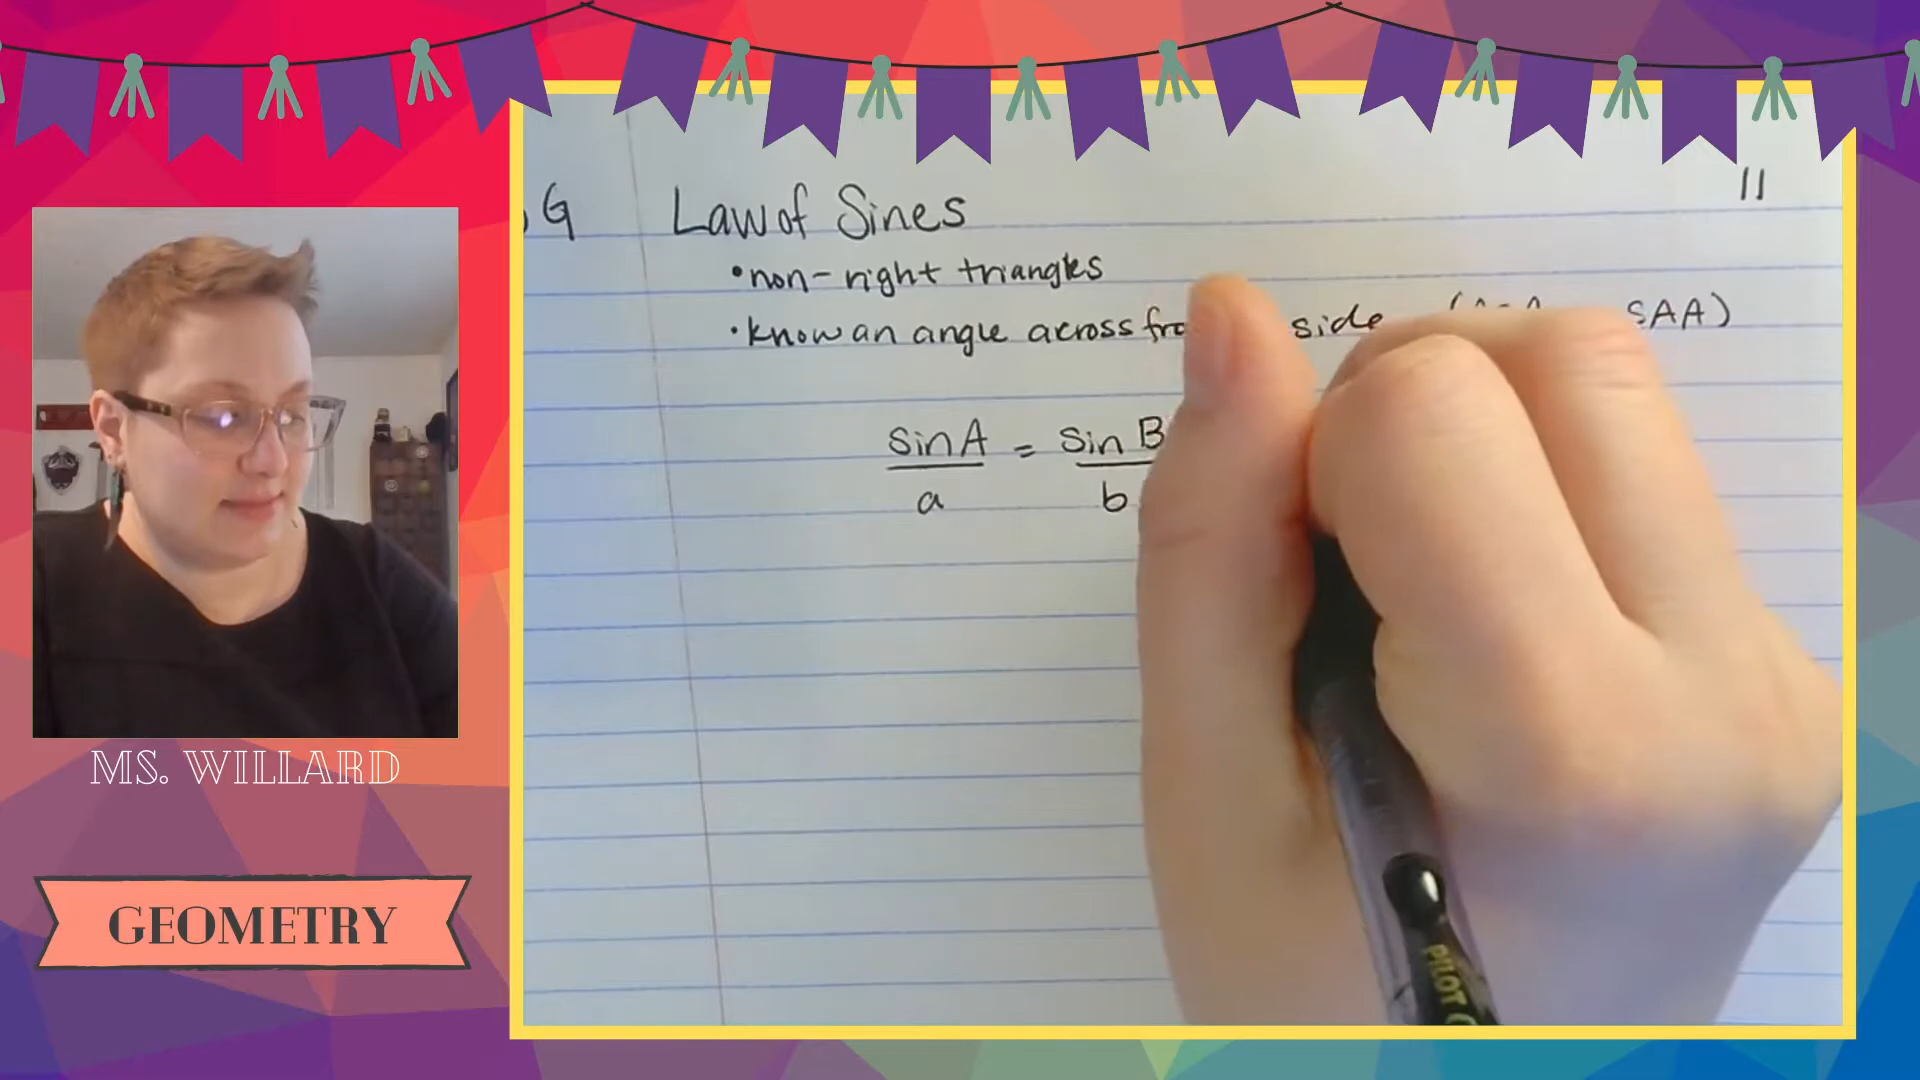 G Law of Sines 11
• non-right triangles
• know an angle across side SAA)
sin A = sin B
a b
MS. WILLARD
GEOMETRY
PILOT